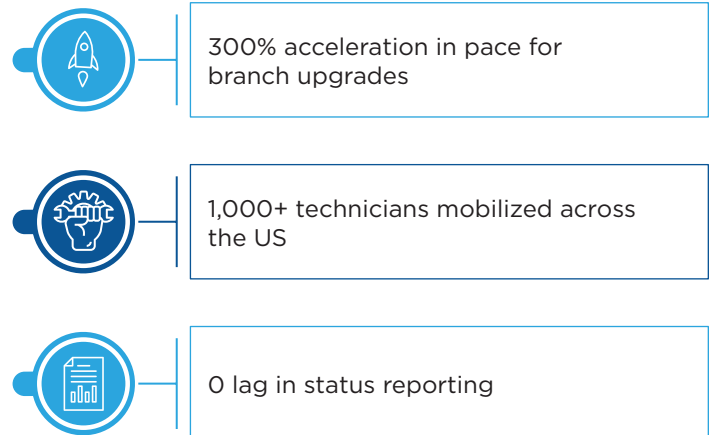 300% acceleration in pace for
branch upgrades
1,000+ technicians mobilized across
the US
0 lag in status reporting